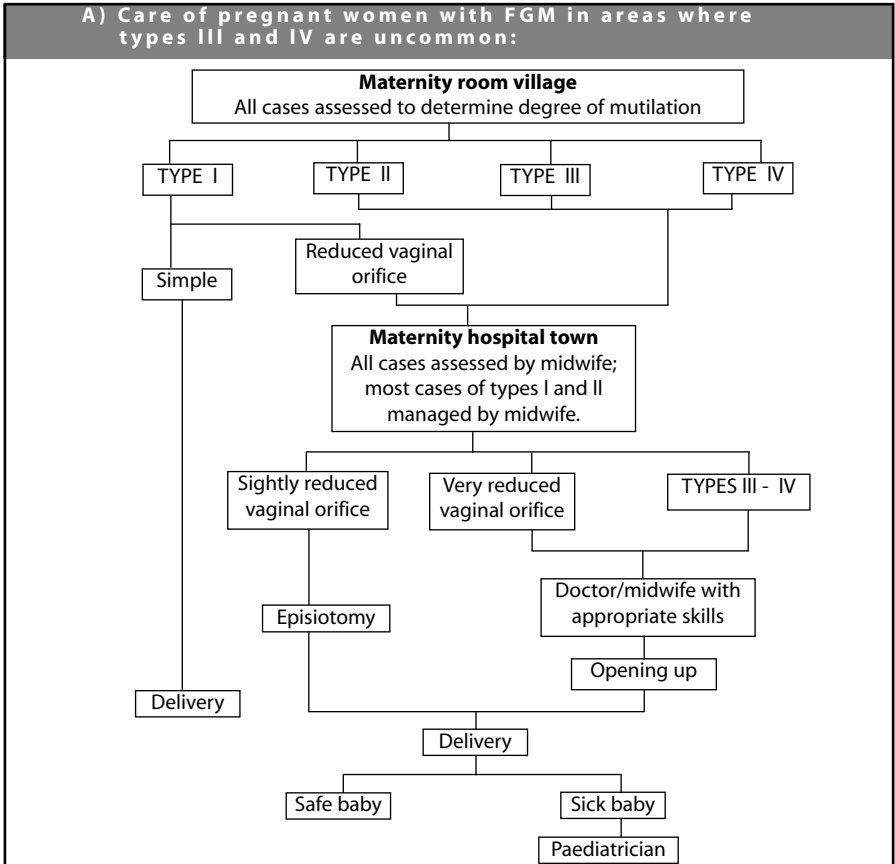 A) Care of pregnant women with FGM in areas where
types III and IV are uncommon:
Maternity room village
All cases assessed to determine degree of mutilation
TYPE I
TYPE II
TYPE III
TYPE IV
Reduced vaginal
orifice
Simple
Maternity hospital town
All cases assessed by midwife;
most cases of types I and II
managed by midwife.
Sightly reduced
vaginal orifice
Very reduced
vaginal orifice
TYPES III - IV
Doctor/midwife with
appropriate skills
Episiotomy
Opening up
Delivery
Delivery
Safe baby
Sick baby
Paediatrician